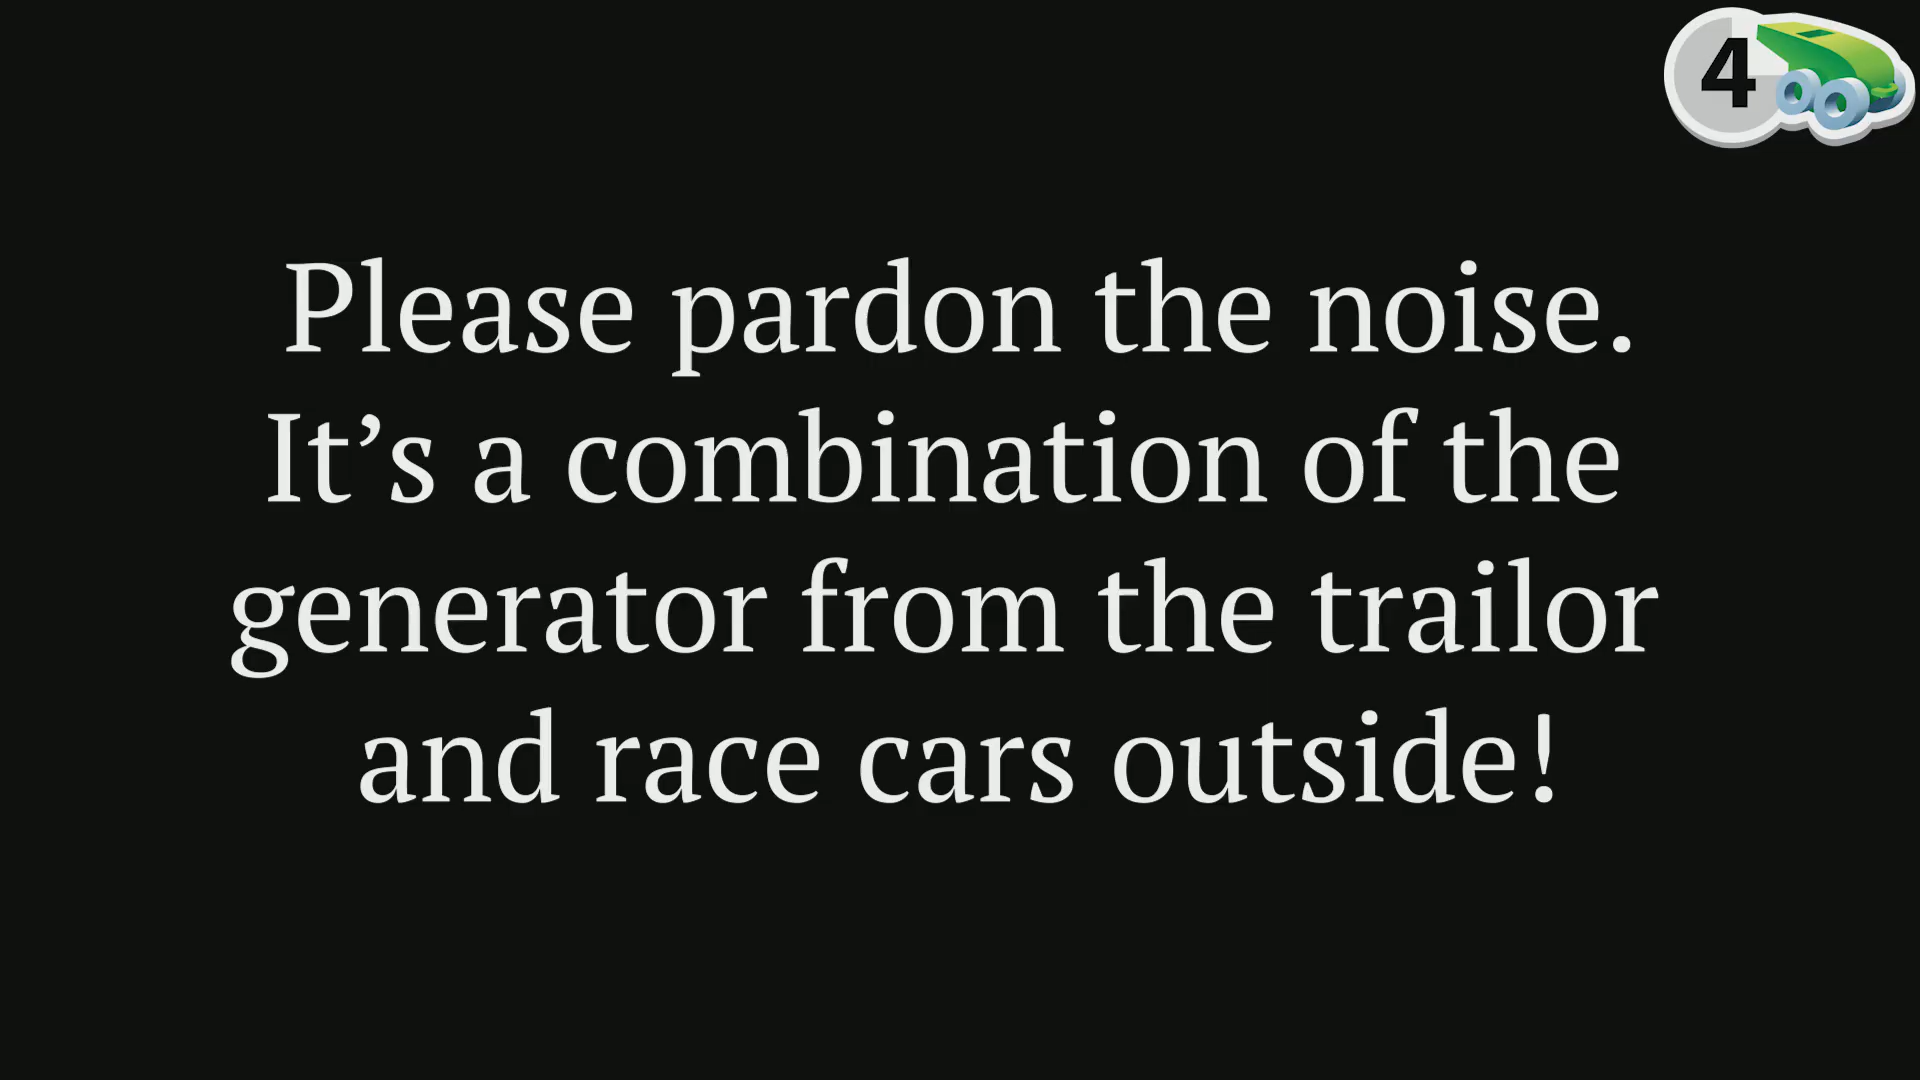 4
Please pardon the noise.
It’s a combination of the
generator from the trailor
and race cars outside!